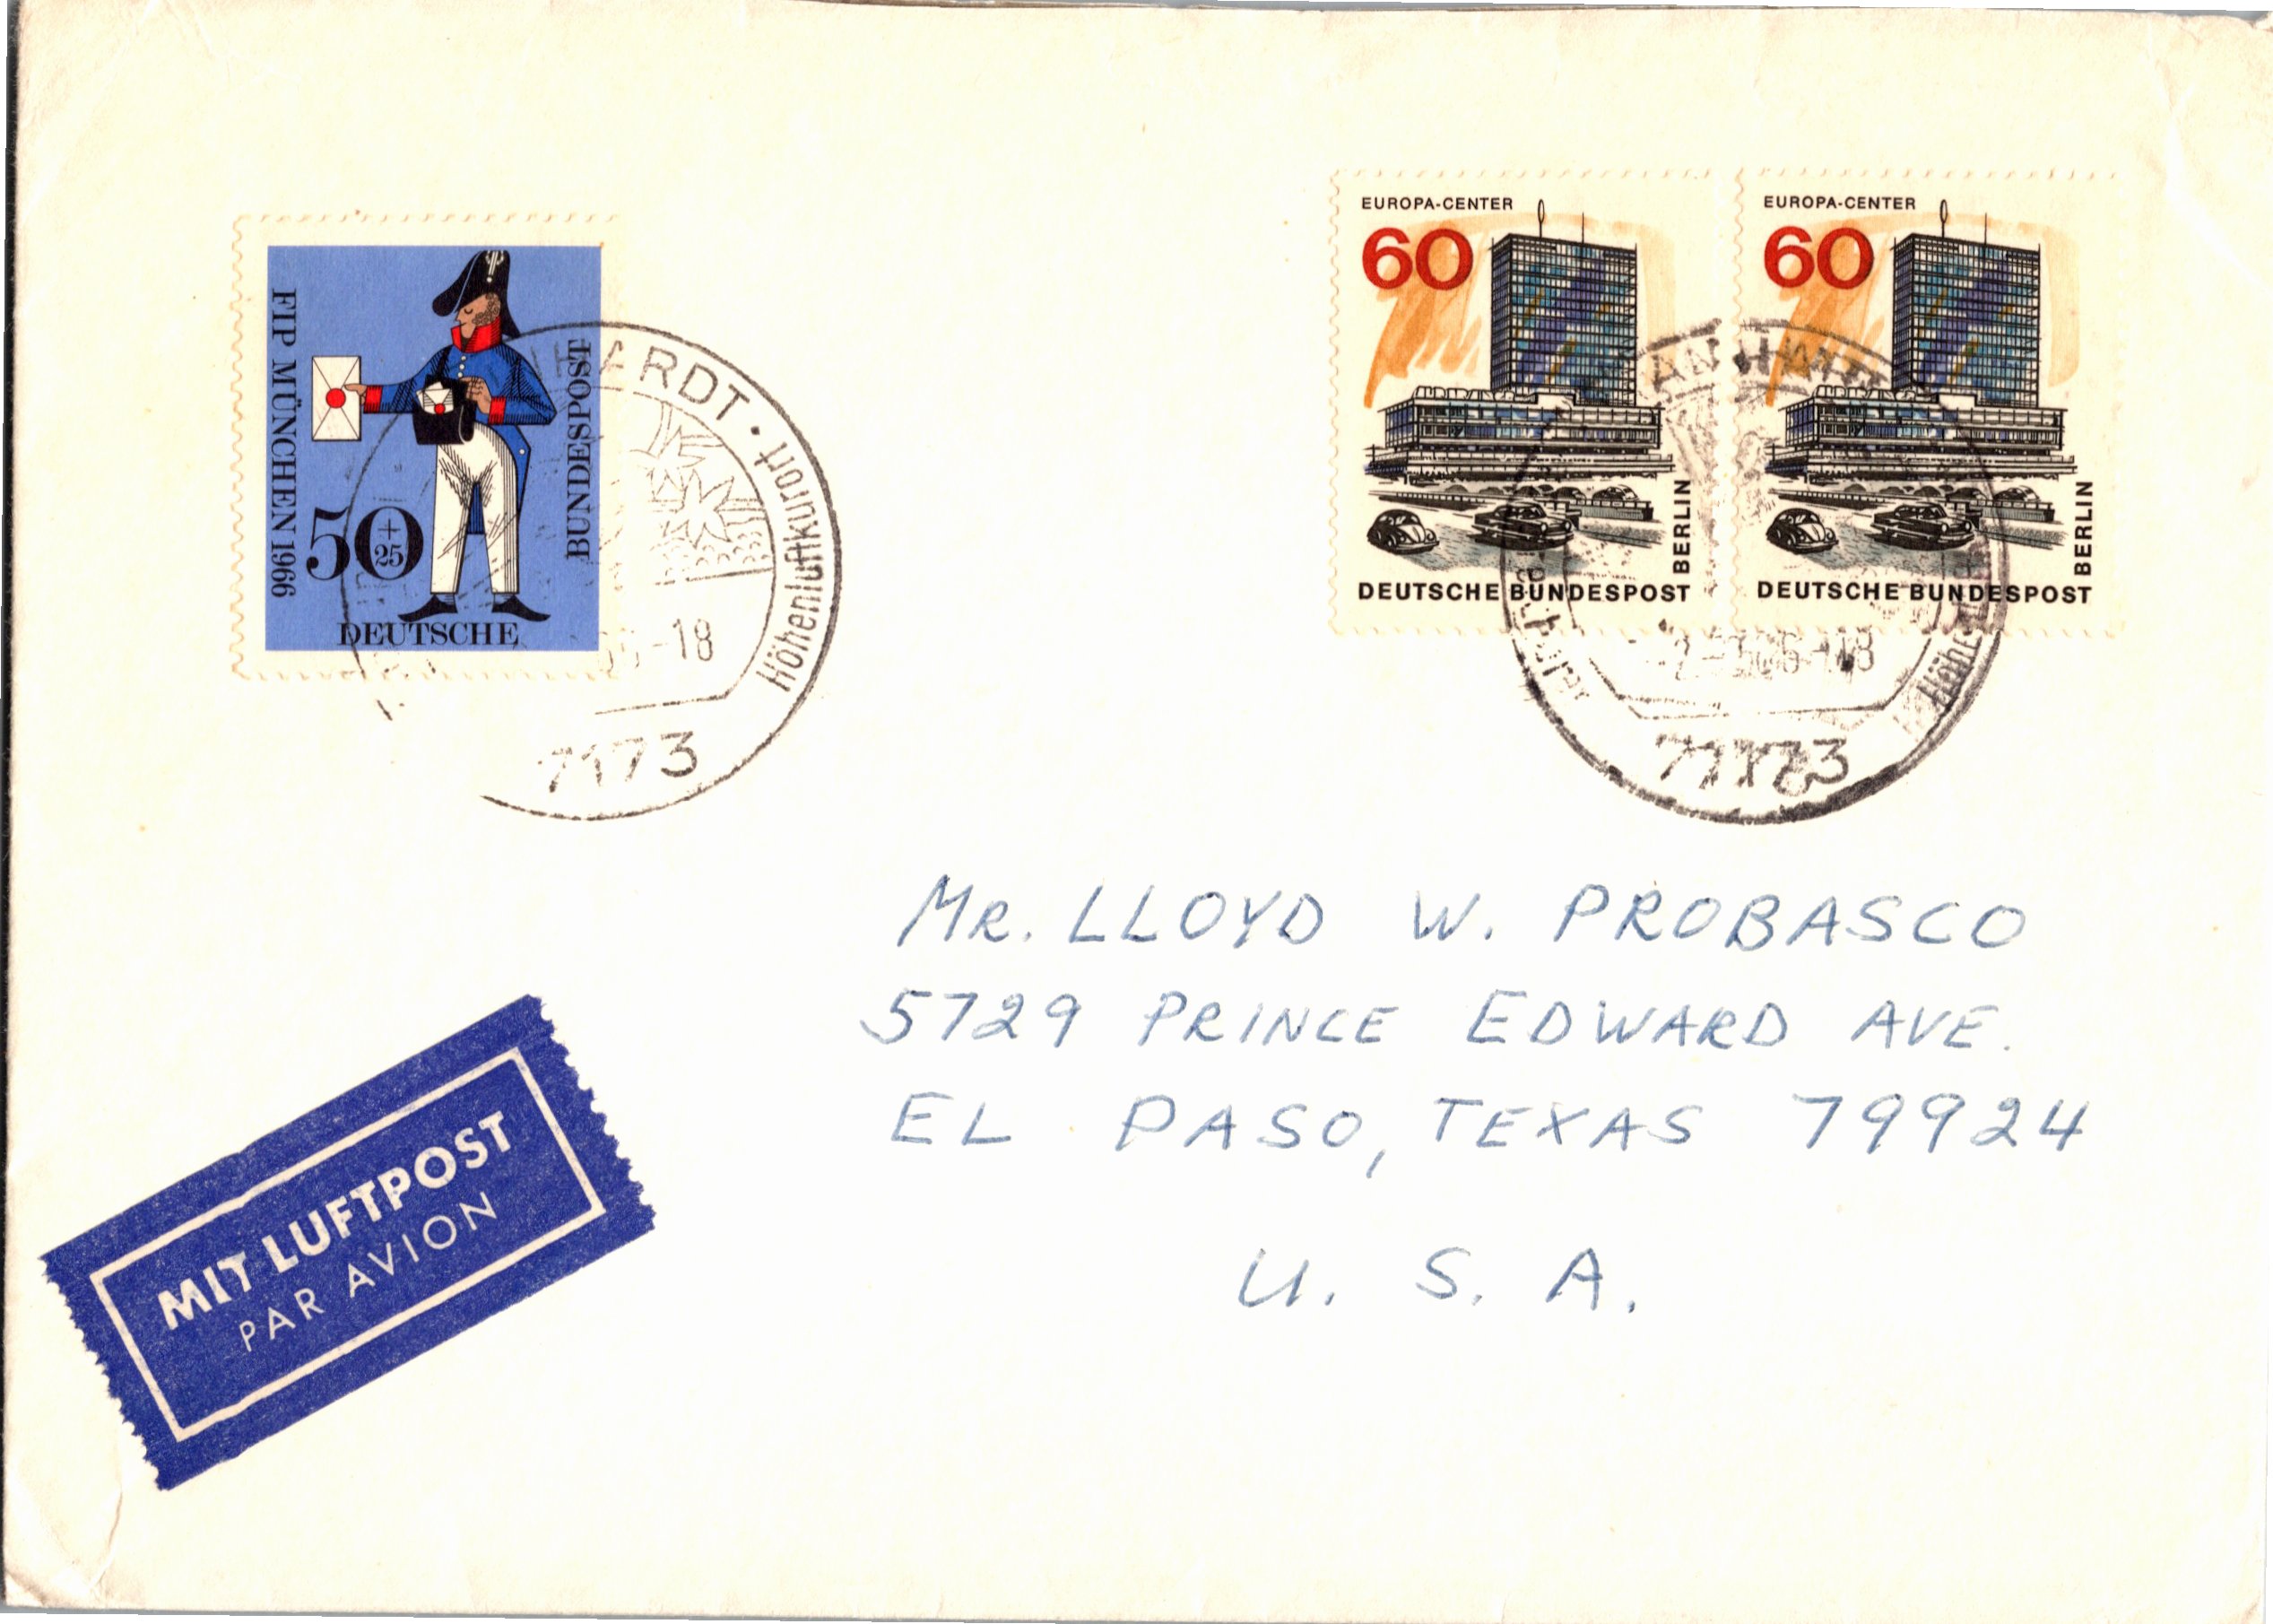 FIP MÜNCHEN 1966
50
+
25
BUNDESPOST
DEUTSCHE
Höhenluftkurort
-18
7173
EUROPA-CENTER
60
BERLIN
DEUTSCHE BUNDESPOST
EUROPA-CENTER
60
BERLIN
DEUTSCHE BUNDESPOST
MR. LLOYD W. PROBASCO
5729 PRINCE EDWARD AVE.
EL PASO, TEXAS 79924
U. S. A.
MIT LUFTPOST
PAR AVION